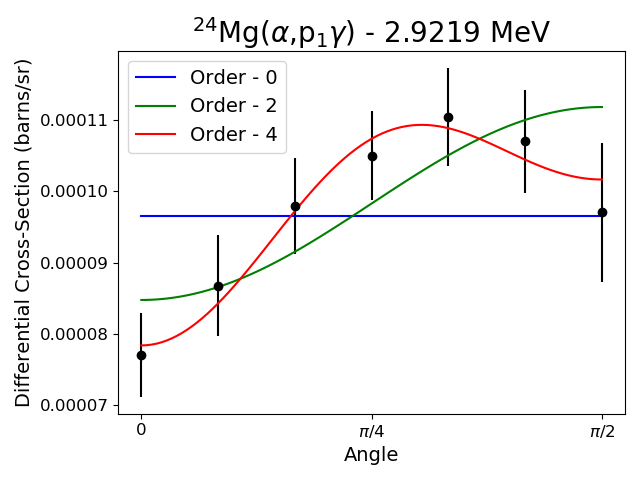 ²⁴Mg(α,p₁γ) - 2.9219 MeV
Order - 0
Order - 2
Order - 4
Differential Cross-Section (barns/sr)
0.00011
0.00010
0.00009
0.00008
0.00007
0
π/4
π/2
Angle